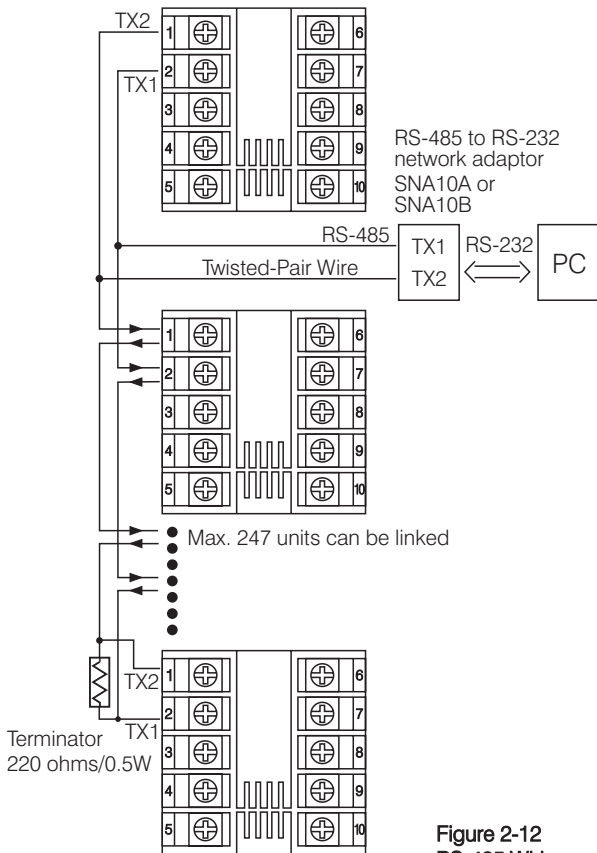 TX2
1
6
2
7
TX1
3
8
4
9
5
10
RS-485 to RS-232
network adaptor
SNA10A or
SNA10B
RS-485
TX1
RS-232
PC
Twisted-Pair Wire
TX2
1
6
2
7
3
8
4
9
5
10
Max. 247 units can be linked
1
6
TX2
2
7
TX1
Terminator
3
8
220 ohms/0.5W
4
9
5
10
Figure 2-12
RS-485